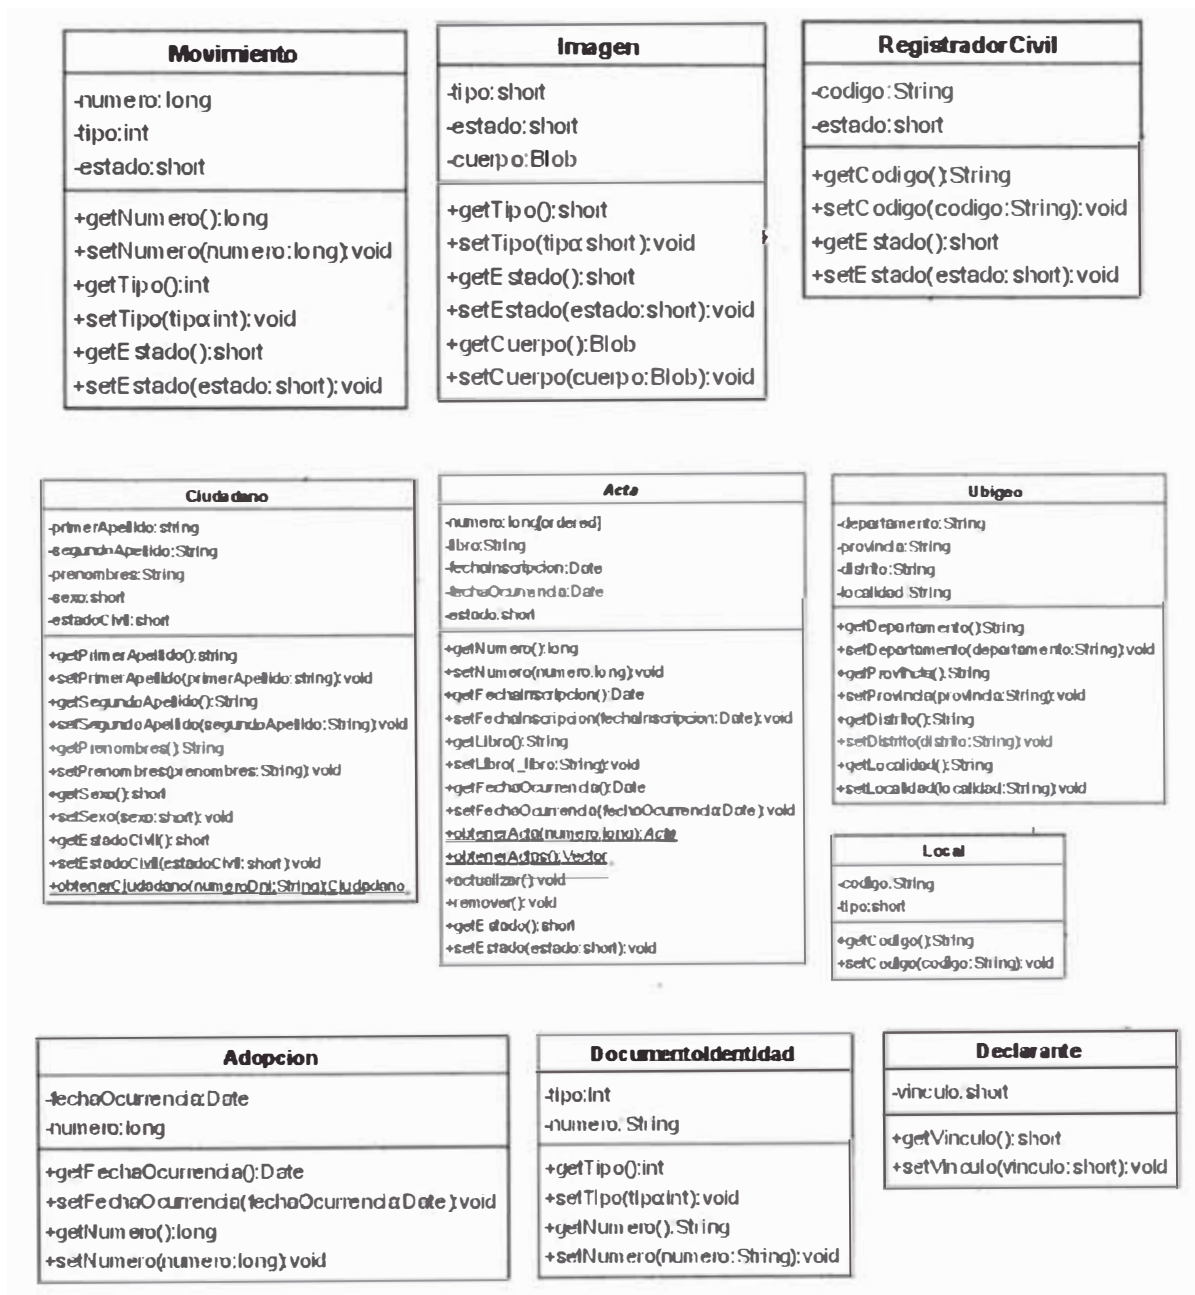 Movimiento
-numero:long
-tipo:int
-estado:short
+getNumero():long
+setNumero(numero:long):void
+getTipo():int
+setTipo(tipo:int):void
+getEstado():short
+setEstado(estado:short):void
Imagen
-tipo:short
-estado:short
-cuerpo:Blob
+getTipo():short
+setTipo(tipo:short):void
+getEstado():short
+setEstado(estado:short):void
+getCuerpo():Blob
+setCuerpo(cuerpo:Blob):void
RegistradorCivil
-codigo:String
-estado:short
+getCodigo():String
+setCodigo(codigo:String):void
+getEstado():short
+setEstado(estado:short):void
Ciudadano
-primerApellido:string
-segundoApellido:String
-prenombres:String
-sexo:short
-estadoCivil:short
+getPrimerApellido():string
+setPrimerApellido(primerApellido:string):void
+getSegundoApellido():String
+setSegundoApellido(segundoApellido:String):void
+getPrenombres():String
+setPrenombres(prenombres:String):void
+getSexo():short
+setSexo(sexo:short):void
+getEstadoCivil():short
+setEstadoCivil(estadoCivil:short):void
+obtenerCiudadano(numeroDni:String):Ciudadano
Acta
-numero:long[ordered]
-libro:String
-fechaInscripcion:Date
-fechaOcurrencia:Date
-estado:short
+getNumero():long
+setNumero(numero:long):void
+getFechaInscripcion():Date
+setFechaInscripcion(fechaInscripcion:Date):void
+getLibro():String
+setLibro(_libro:String):void
+getFechaOcurrencia():Date
+setFechaOcurrencia(fechaOcurrencia:Date):void
+obtenerActa(numero:long):Acta
+obtenerActas():Vector
+actualizar():void
+remover():void
+getEstado():short
+setEstado(estado:short):void
Ubigeo
-departamento:String
-provincia:String
-distrito:String
-localidad:String
+getDepartamento():String
+setDepartamento(departamento:String):void
+getProvincia():String
+setProvincia(provincia:String):void
+getDistrito():String
+setDistrito(distrito:String):void
+getLocalidad():String
+setLocalidad(localidad:String):void
Local
-codigo:String
-tipo:short
+getCodigo():String
+setCodigo(codigo:String):void
Adopcion
-fechaOcurrencia:Date
-numero:long
+getFechaOcurrencia():Date
+setFechaOcurrencia(fechaOcurrencia:Date):void
+getNumero():long
+setNumero(numero:long):void
DocumentoIdentidad
-tipo:int
-numero:String
+getTipo():int
+setTipo(tipo:int):void
+getNumero():String
+setNumero(numero:String):void
Declarante
-vinculo:short
+getVinculo():short
+setVinculo(vinculo:short):void